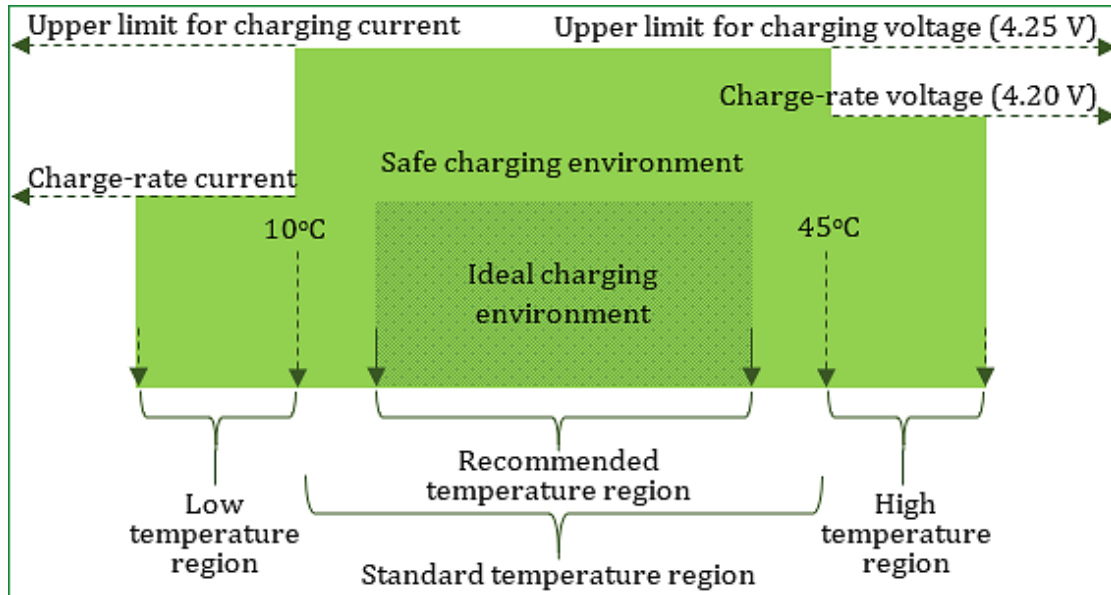 Upper limit for charging current
Upper limit for charging voltage (4.25 V)
Charge-rate voltage (4.20 V)
Safe charging environment
Charge-rate current
10°C
45°C
Ideal charging
environment
Recommended
temperature region
Low
temperature
region
High
temperature
region
Standard temperature region